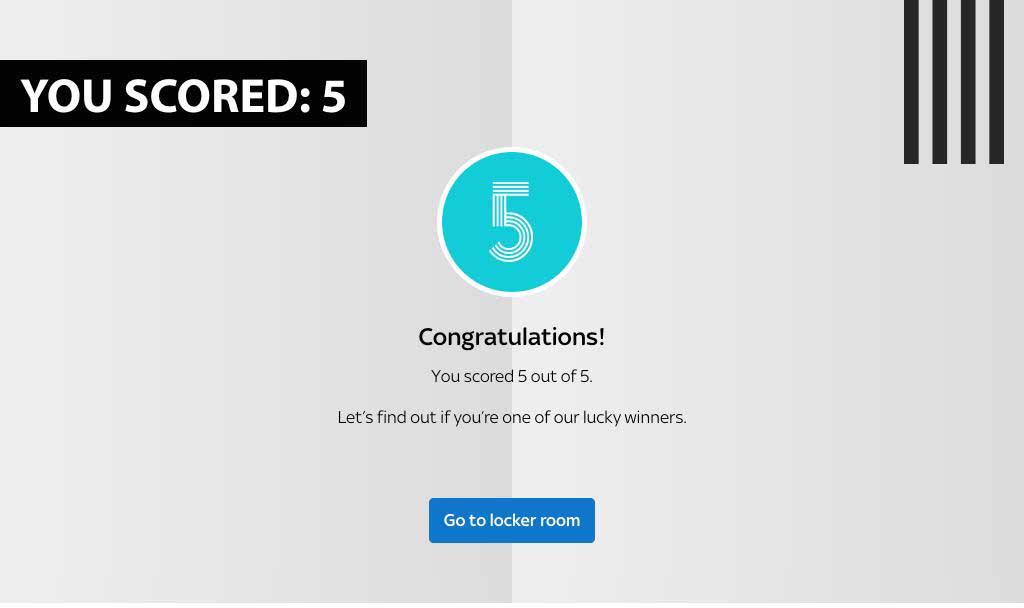 YOU SCORED: 5
5
Congratulations!
You scored 5 out of 5.
Let's find out if you're one of our lucky winners.
Go to locker room